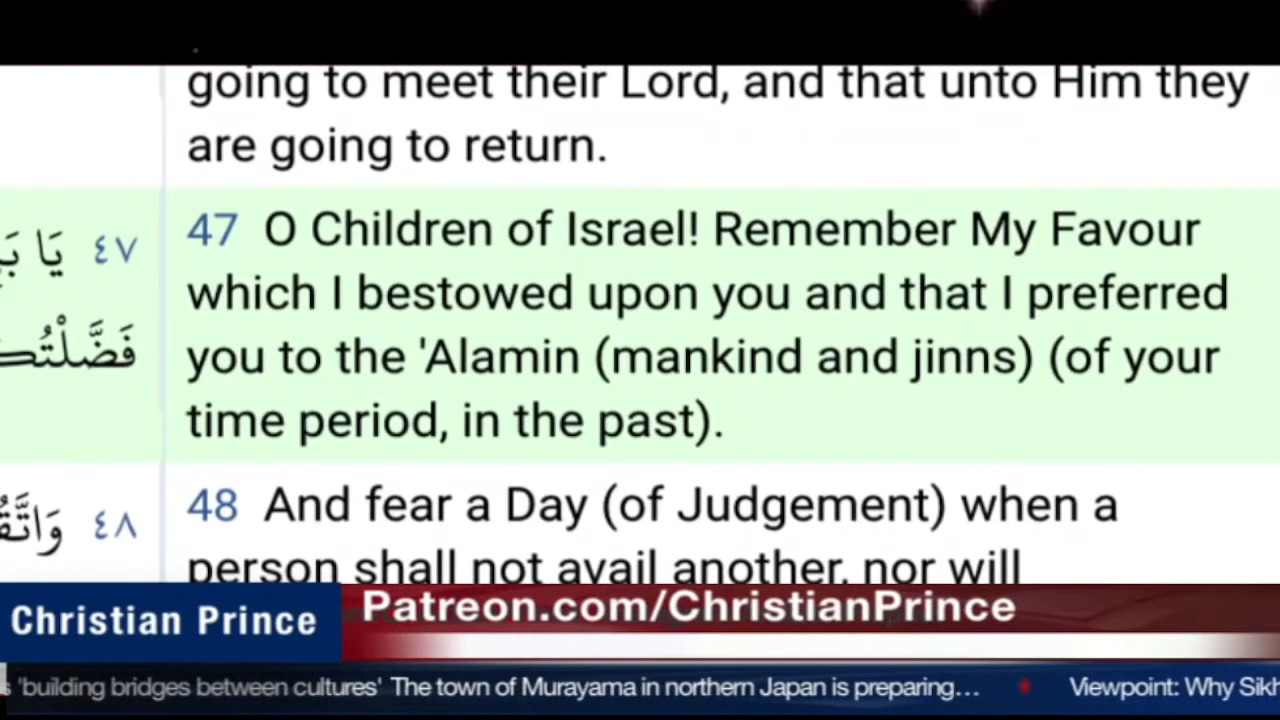 going to meet their Lord, and that unto Him they
are going to return.
٤٧ يَا
47 O Children of Israel! Remember My Favour
which I bestowed upon you and that I preferred
you to the 'Alamin (mankind and jinns) (of your
time period, in the past).
٤٨
48 And fear a Day (of Judgement) when a
person shall not avail another, nor will
Christian Prince
Patreon.com/ChristianPrince
'building bridges between cultures' The town of Murayama in northern Japan is preparing... Viewpoint: Why Sikh